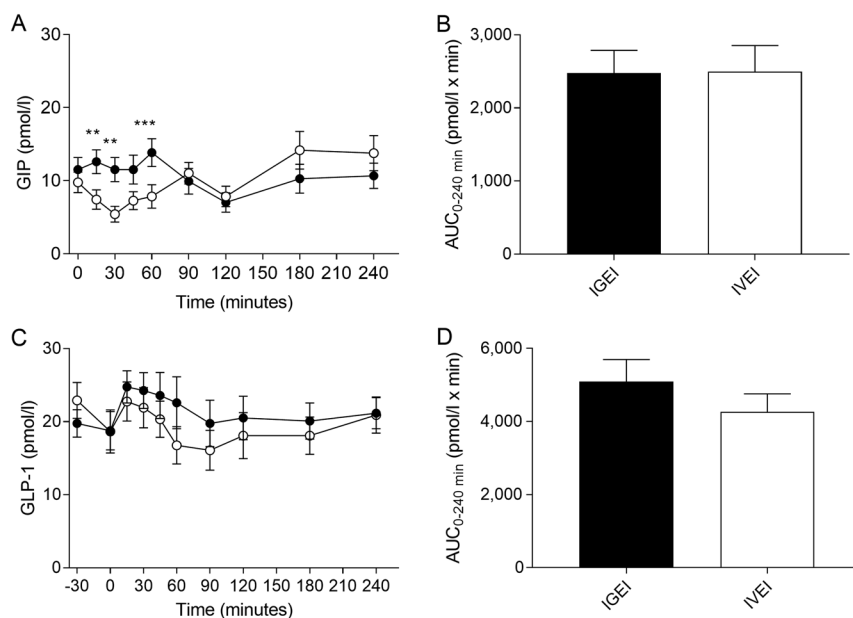 A
GIP (pmol/l)
30
20
10
0
** ** ***
0 30 60 90 120 150 180 210 240
Time (minutes)
B
AUC0-240 min (pmol/l x min)
3,000
2,000
1,000
0
IGEI IVEI
C
GLP-1 (pmol/l)
30
20
10
0
-30 0 30 60 90 120 150 180 210 240
Time (minutes)
D
AUC0-240 min (pmol/l x min)
6,000
4,000
2,000
0
IGEI IVEI